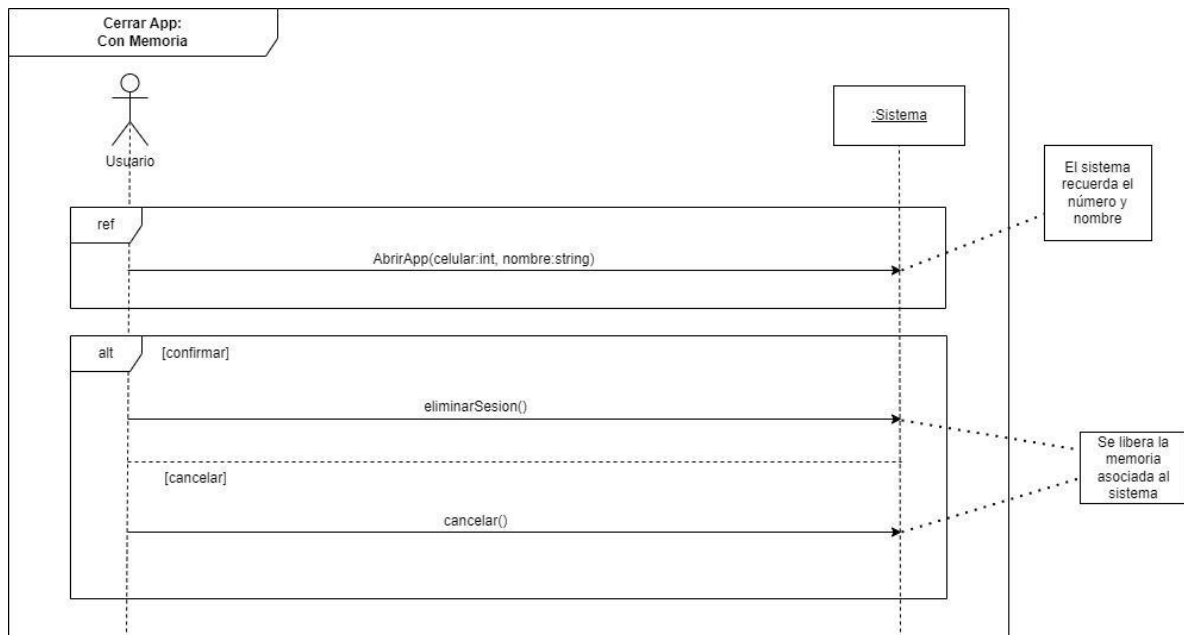 Cerrar App:
Con Memoria
:Sistema
Usuario
El sistema
recuerda el
número y
nombre
ref
AbrirApp(celular:int, nombre:string)
alt
[confirmar]
eliminarSesion()
Se libera la
memoria
asociada al
sistema
[cancelar]
cancelar()